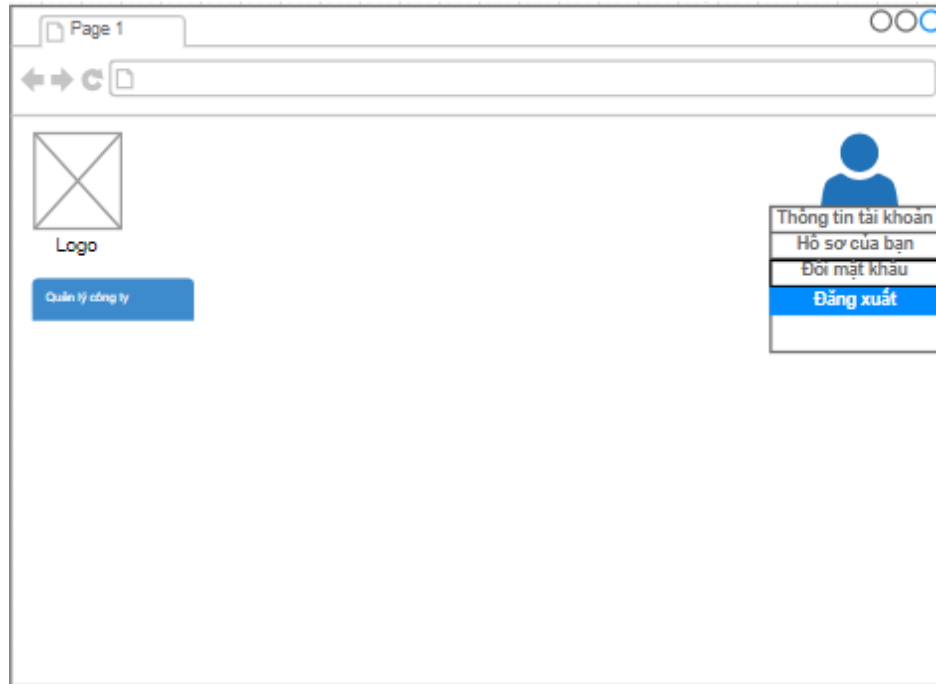 Page 1
Logo
Quản lý công ty
Thông tin tài khoản
Hồ sơ của bạn
Đổi mật khẩu
Đăng xuất